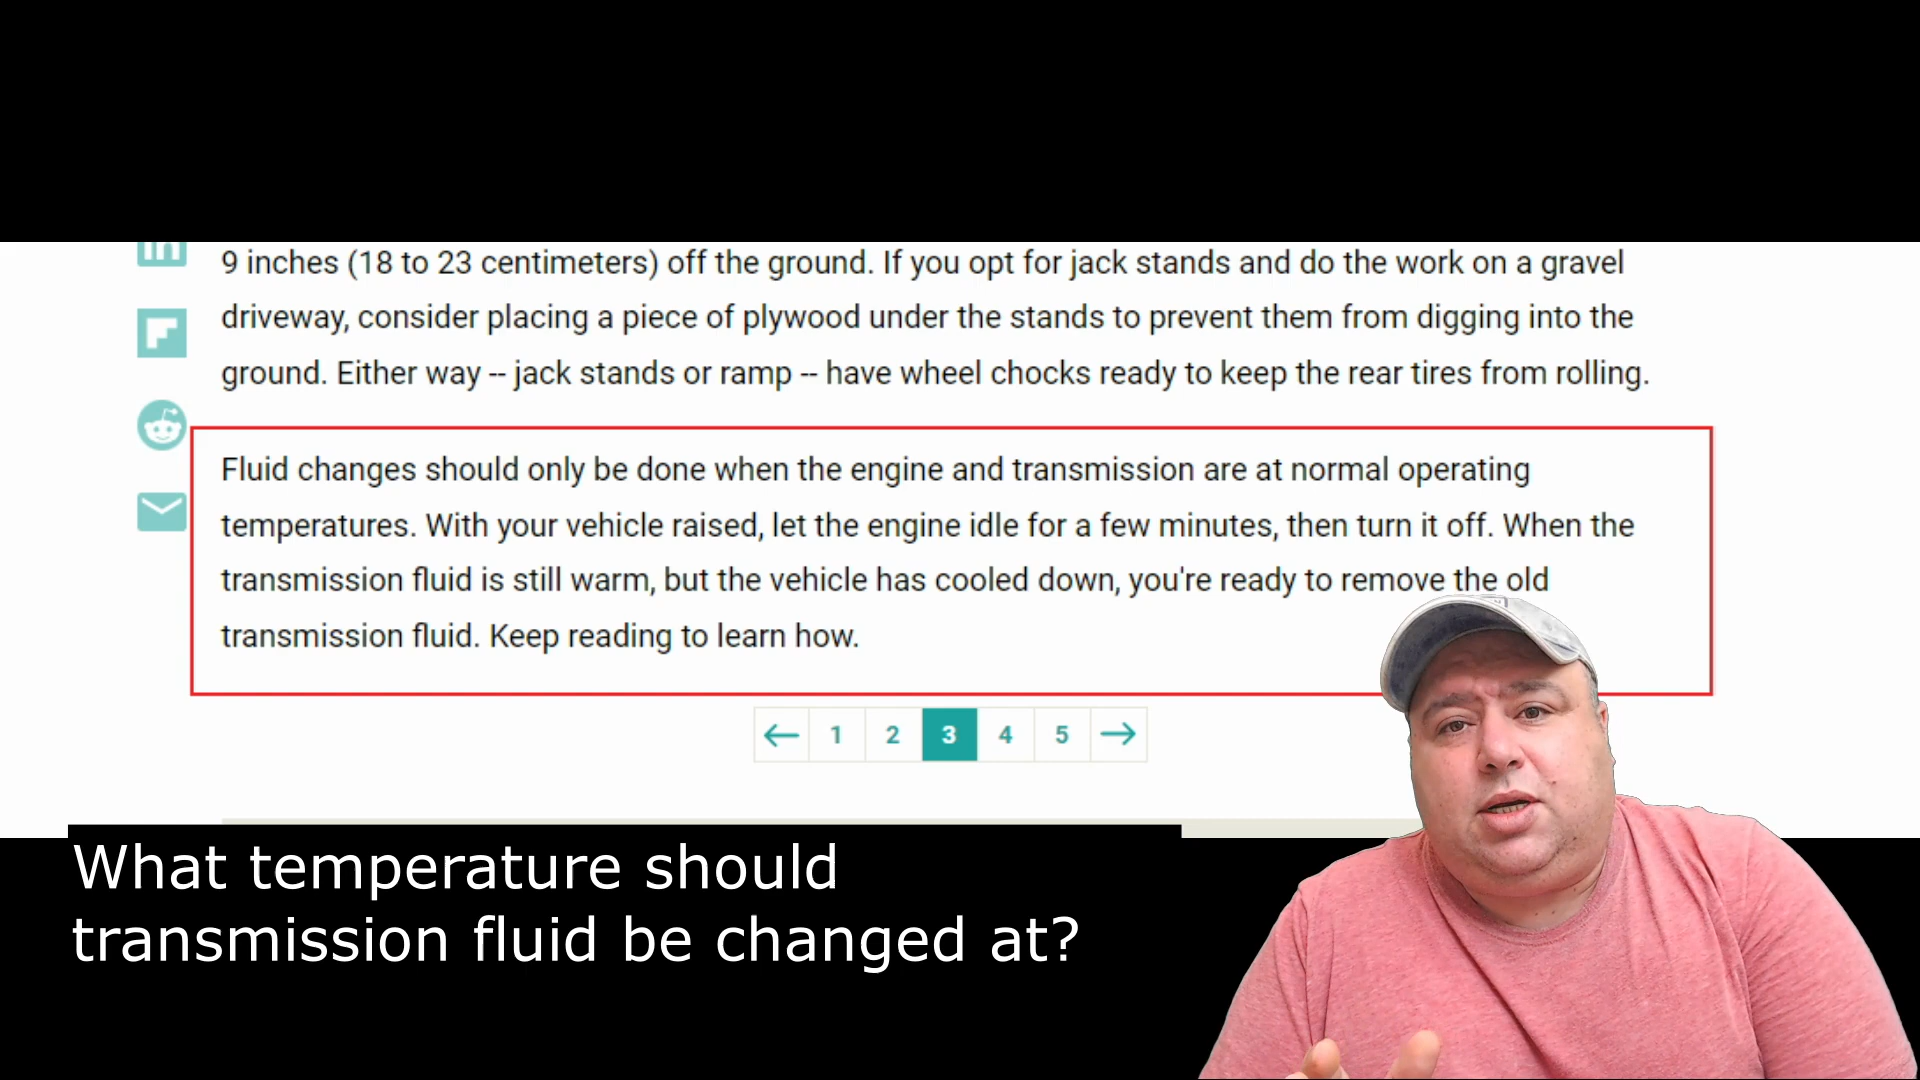 in
9 inches (18 to 23 centimeters) off the ground. If you opt for jack stands and do the work on a gravel
driveway, consider placing a piece of plywood under the stands to prevent them from digging into the
ground. Either way -- jack stands or ramp -- have wheel chocks ready to keep the rear tires from rolling.
Fluid changes should only be done when the engine and transmission are at normal operating
temperatures. With your vehicle raised, let the engine idle for a few minutes, then turn it off. When the
transmission fluid is still warm, but the vehicle has cooled down, you're ready to remove the old
transmission fluid. Keep reading to learn how.
1 2 3 4 5
What temperature should
transmission fluid be changed at?